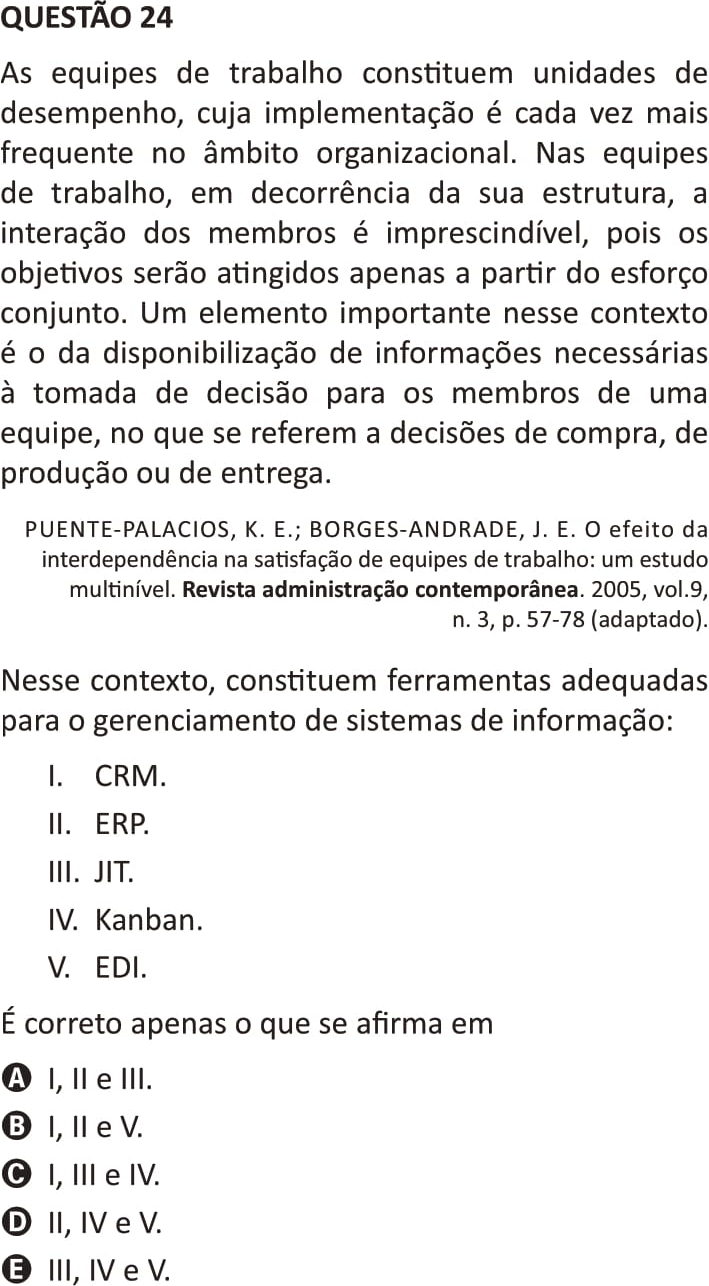 QUESTÃO 24
As equipes de trabalho constituem unidades de
desempenho, cuja implementação é cada vez mais
frequente no âmbito organizacional. Nas equipes
de trabalho, em decorrência da sua estrutura, a
interação dos membros é imprescindível, pois os
objetivos serão atingidos apenas a partir do esforço
conjunto. Um elemento importante nesse contexto
é o da disponibilização de informações necessárias
à tomada de decisão para os membros de uma
equipe, no que se referem a decisões de compra, de
produção ou de entrega.
PUENTE-PALACIOS, K. E.; BORGES-ANDRADE, J. E. O efeito da
interdependência na satisfação de equipes de trabalho: um estudo
multinível. Revista administração contemporânea. 2005, vol.9,
n. 3, p. 57-78 (adaptado).
Nesse contexto, constituem ferramentas adequadas
para o gerenciamento de sistemas de informação:
I. CRM.
II. ERP.
III. JIT.
IV. Kanban.
V. EDI.
É correto apenas o que se afirma em
A I, II e III.
B I, II e V.
C I, III e IV.
D II, IV e V.
E III, IV e V.